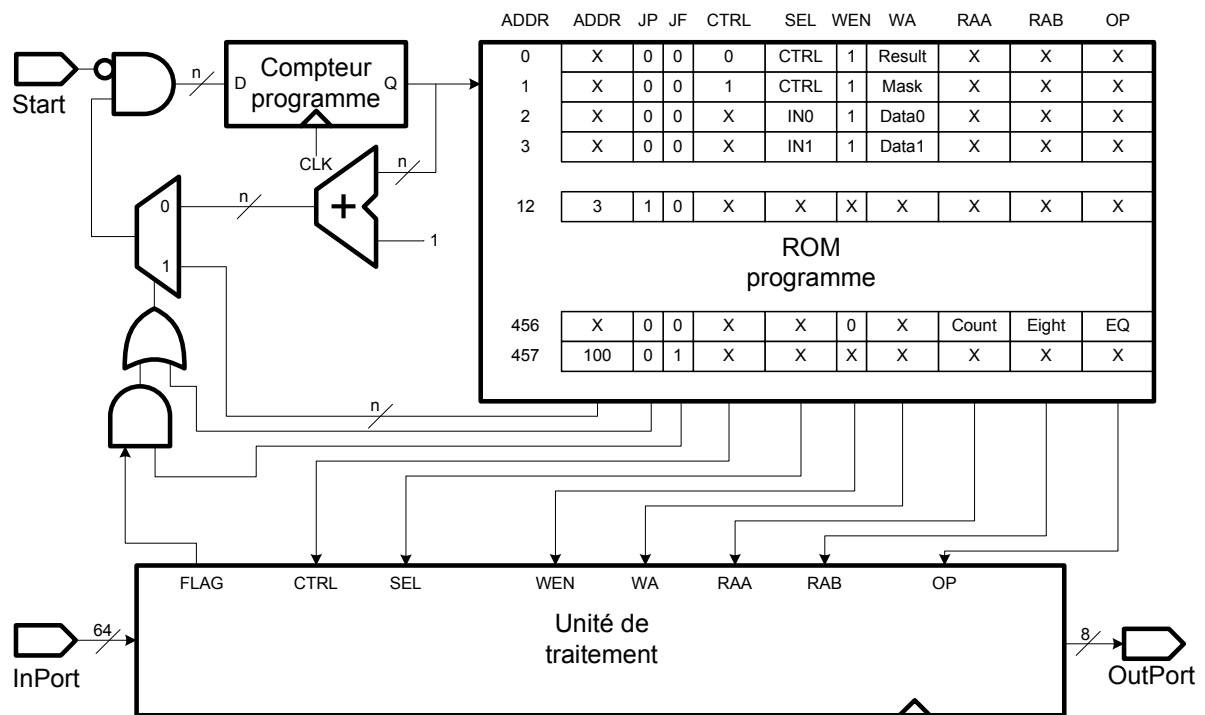 ADDR ADDR JP JF CTRL SEL WEN WA RAA RAB OP
0 X 0 0 0 CTRL 1 Result X X X
1 X 0 0 1 CTRL 1 Mask X X X
2 X 0 0 X IN0 1 Data0 X X X
3 X 0 0 X IN1 1 Data1 X X X
12 3 1 0 X X X X X X X
ROM
programme
456 X 0 0 X X 0 X Count Eight EQ
457 100 0 1 X X X X X X X
Start
n
D
Compteur
programme
Q
CLK
n
n
+
1
0
1
n
FLAG CTRL SEL WEN WA RAA RAB OP
Unité de
traitement
64
InPort
8
OutPort